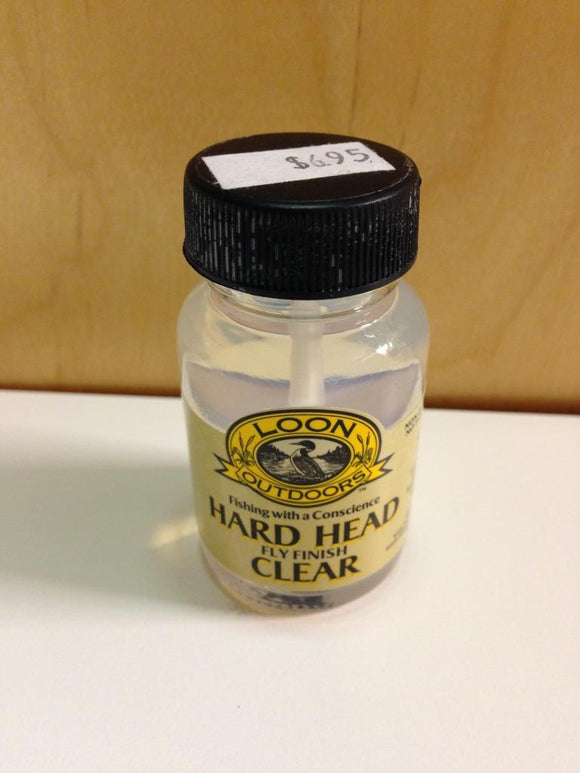 $6.95
LOON
OUTDOORS
Fishing with a Conscience
HARD HEAD
FLY FINISH
CLEAR